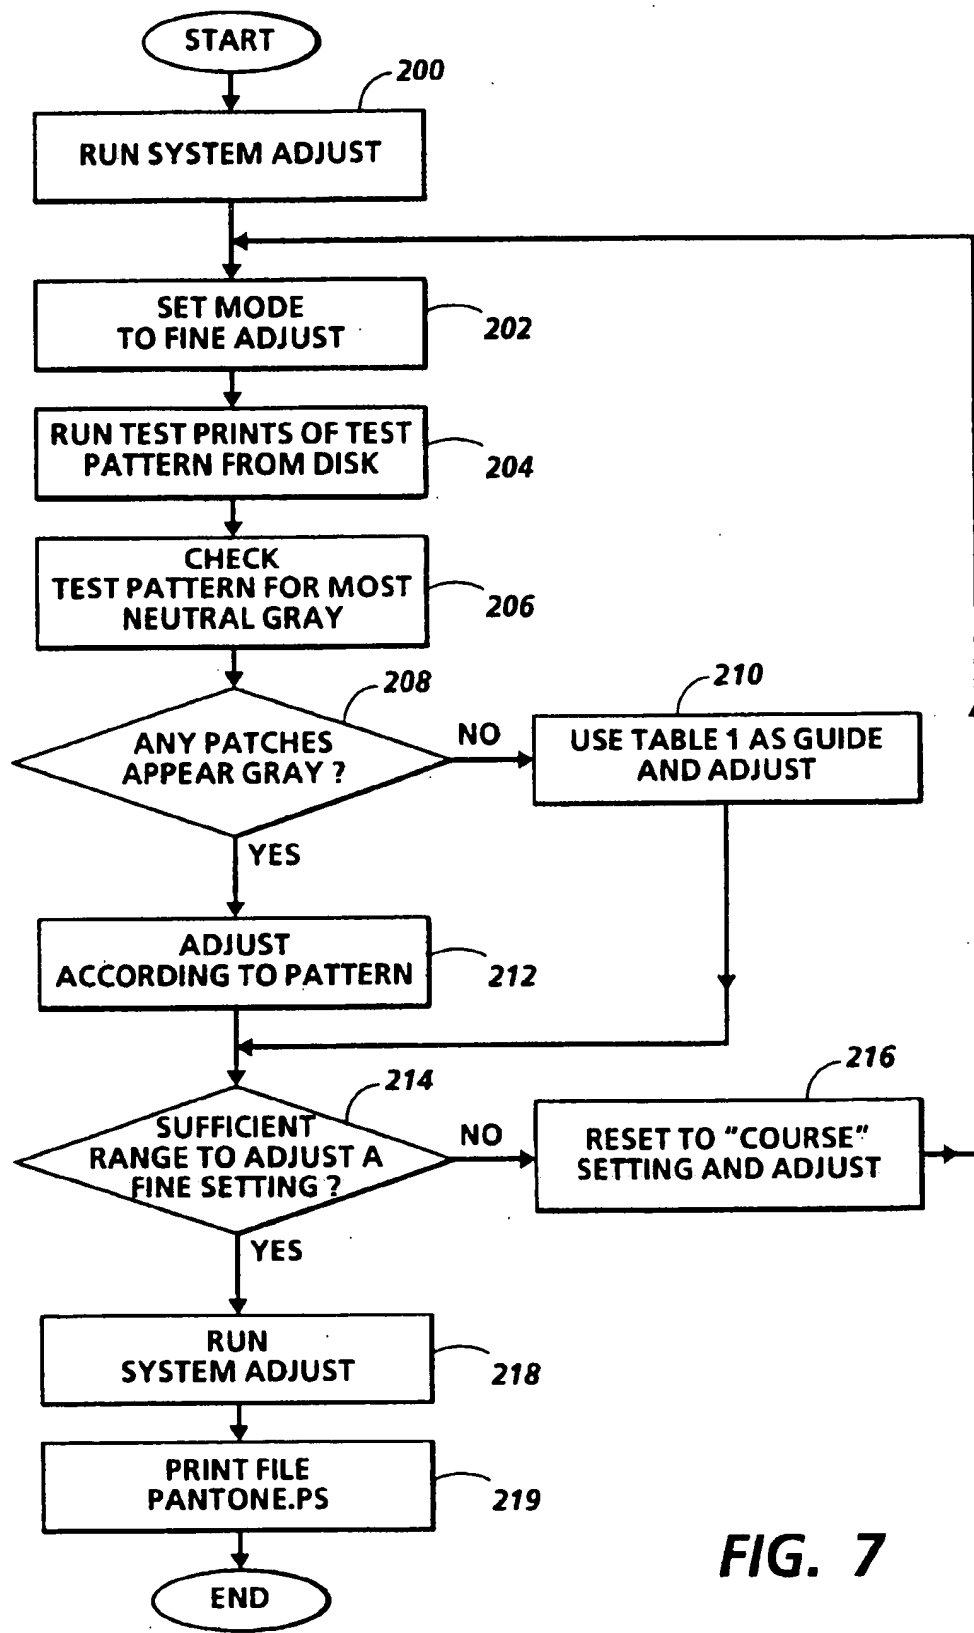 START
200
RUN SYSTEM ADJUST
SET MODE
TO FINE ADJUST
202
RUN TEST PRINTS OF TEST
PATTERN FROM DISK
204
CHECK
TEST PATTERN FOR MOST
NEUTRAL GRAY
206
208
ANY PATCHES
APPEAR GRAY ?
NO
210
USE TABLE 1 AS GUIDE
AND ADJUST
YES
ADJUST
ACCORDING TO PATTERN
212
214
SUFFICIENT
RANGE TO ADJUST A
FINE SETTING ?
NO
216
RESET TO "COURSE"
SETTING AND ADJUST
YES
RUN
SYSTEM ADJUST
218
PRINT FILE
PANTONE.PS
219
END
FIG. 7